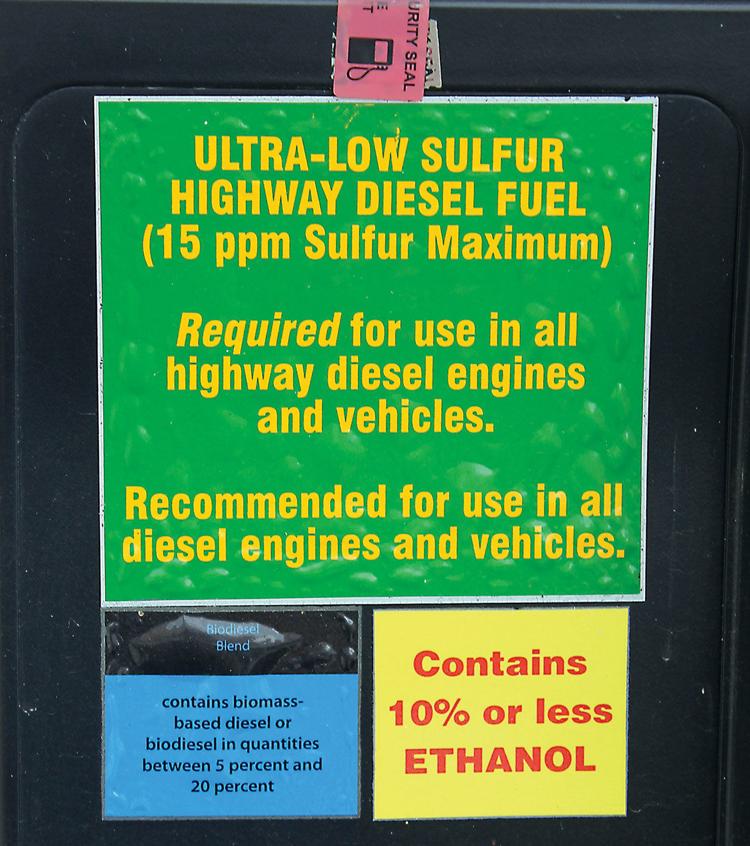 URITY SEAL
ULTRA-LOW SULFUR
HIGHWAY DIESEL FUEL
(15 ppm Sulfur Maximum)
Required for use in all
highway diesel engines
and vehicles.
Recommended for use in all
diesel engines and vehicles.
Biodiesel
Blend
contains biomass-
based diesel or
biodiesel in quantities
between 5 percent and
20 percent
Contains
10% or less
ETHANOL